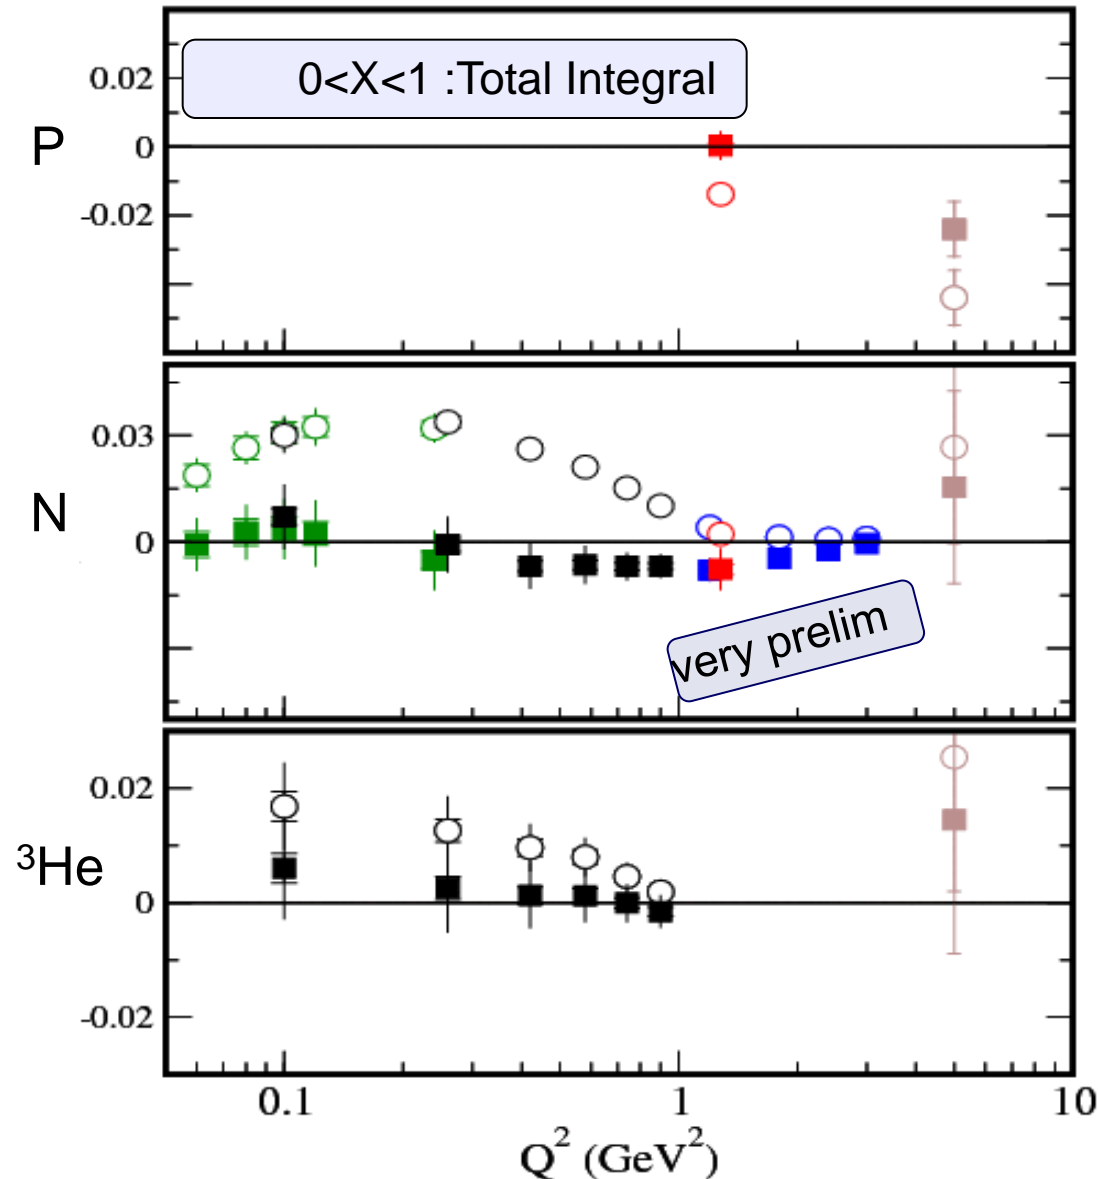 0<X<1 :Total Integral
0.02
P
0
-0.02
0.03
N
0
very prelim
0.02
³He
0
-0.02
0.1 1 10
Q² (GeV²)